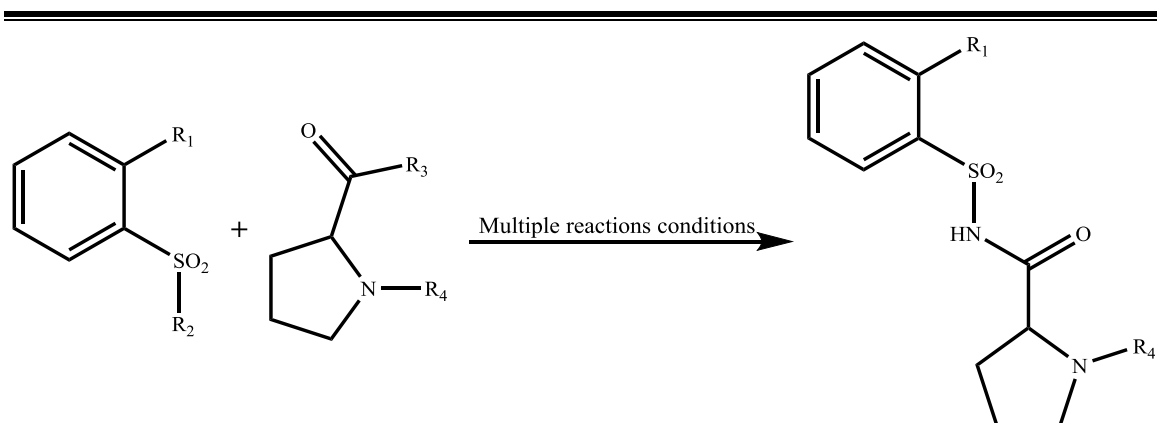 R1
SO2
R2
+
O
R3
N
R4
Multiple reactions conditions
R1
SO2
HN
O
N
R4